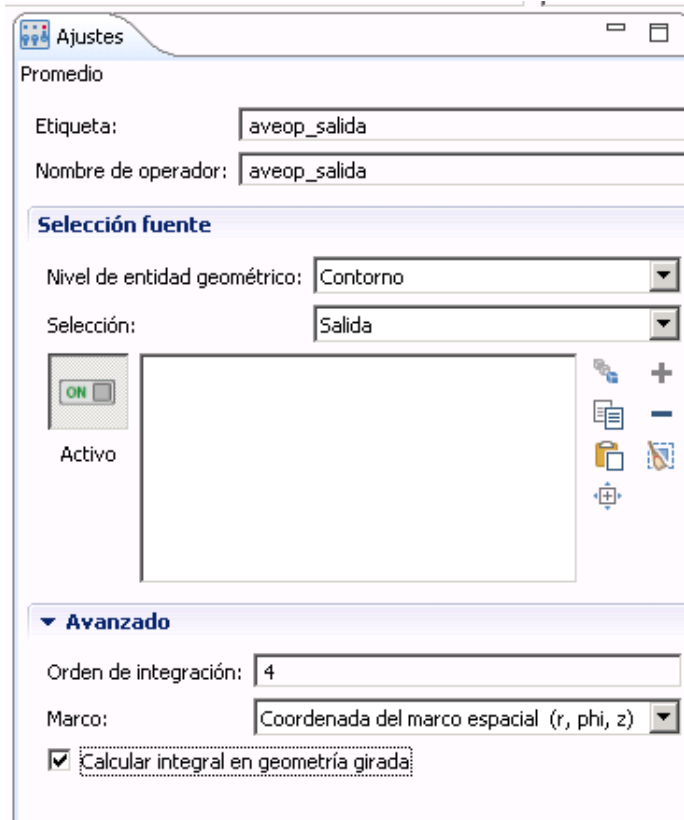 Ajustes
Promedio
Etiqueta: aveop_salida
Nombre de operador: aveop_salida
Selección fuente
Nivel de entidad geométrico: Contorno
Selección: Salida
ON
Activo
Avanzado
Orden de integración: 4
Marco: Coordenada del marco espacial (r, phi, z)
Calcular integral en geometría girada